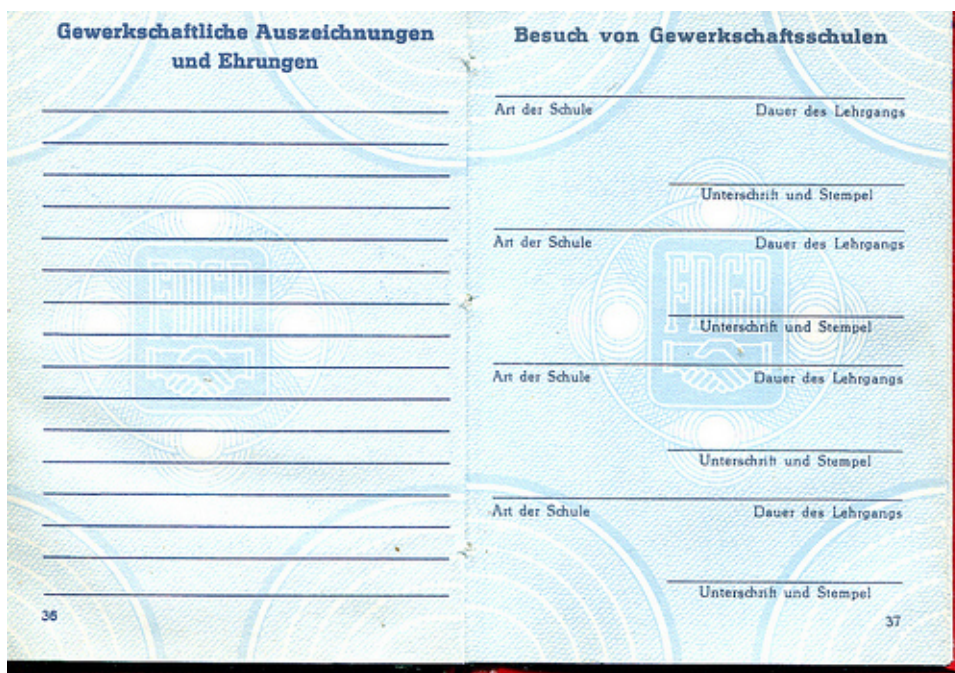 Gewerkschaftliche Auszeichnungen
und Ehrungen
36
Besuch von Gewerkschaftsschulen
Art der Schule Dauer des Lehrgangs
Unterschrift und Stempel
Art der Schule Dauer des Lehrgangs
Unterschrift und Stempel
Art der Schule Dauer des Lehrgangs
Unterschrift und Stempel
Art der Schule Dauer des Lehrgangs
Unterschrift und Stempel
37
FDGB
FDGB